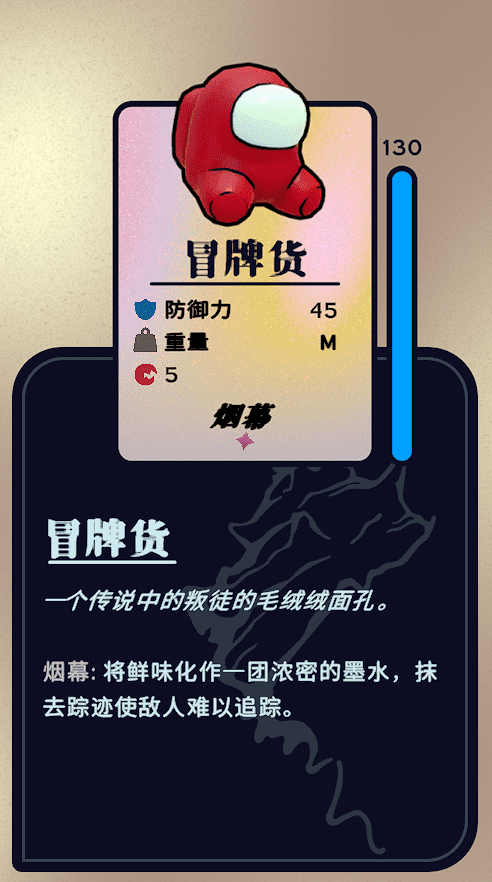 130
冒牌货
防御力 45
重量 M
5
烟幕
冒牌货
一个传说中的叛徒的毛绒绒面孔。
烟幕: 将鲜味化作一团浓密的墨水，抹
去踪迹使敌人难以追踪。